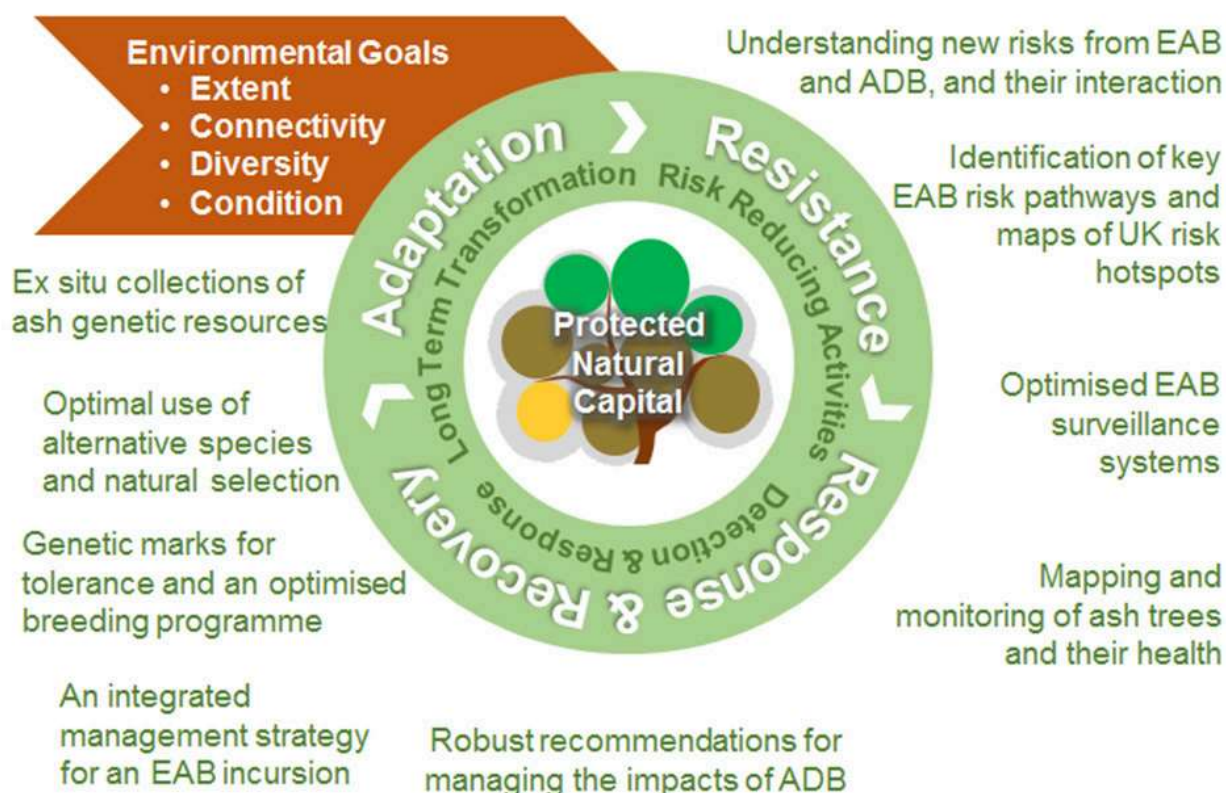 Environmental Goals
• Extent
• Connectivity
• Diversity
• Condition
Understanding new risks from EAB
and ADB, and their interaction
Identification of key
EAB risk pathways and
maps of UK risk
hotspots
Optimised EAB
surveillance
systems
Mapping and
monitoring of ash trees
and their health
Robust recommendations for
managing the impacts of ADB
An integrated
management strategy
for an EAB incursion
Genetic marks for
tolerance and an optimised
breeding programme
Optimal use of
alternative species
and natural selection
Ex situ collections of
ash genetic resources
Adaptation
Resistance
Response & Recovery
Long Term Transformation
Risk Reducing Activities
Detection & Response
Protected
Natural
Capital